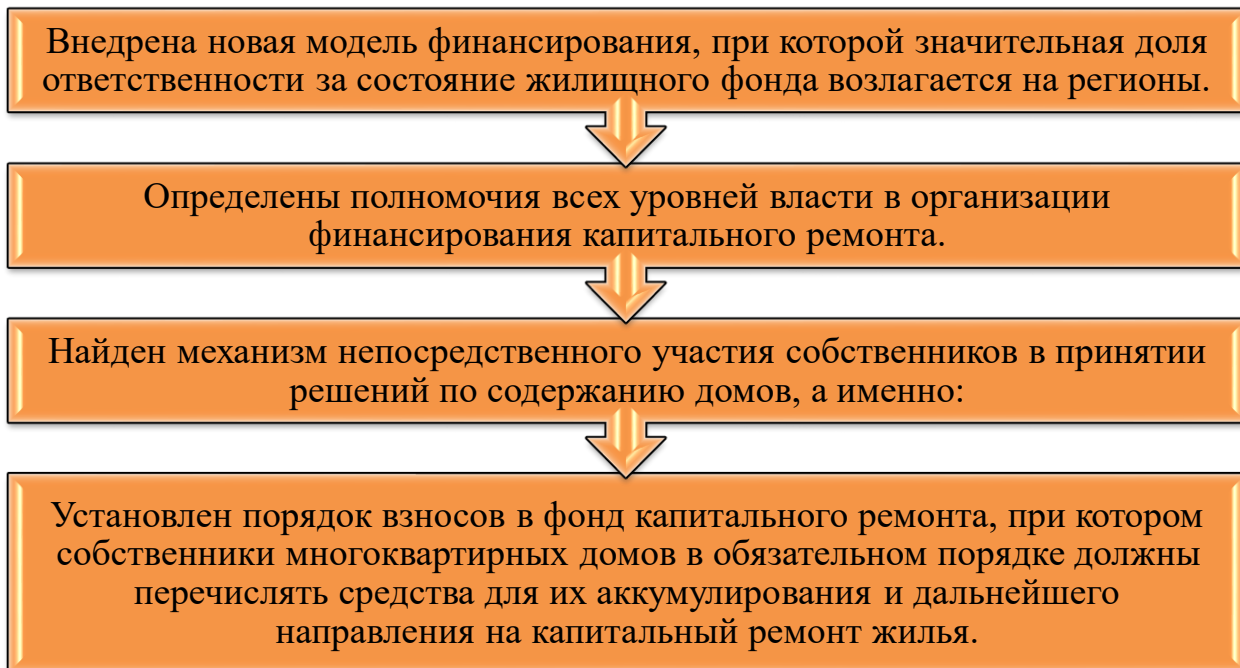 Внедрена новая модель финансирования, при которой значительная доля
ответственности за состояние жилищного фонда возлагается на регионы.
Определены полномочия всех уровней власти в организации
финансирования капитального ремонта.
Найден механизм непосредственного участия собственников в принятии
решений по содержанию домов, а именно:
Установлен порядок взносов в фонд капитального ремонта, при котором
собственники многоквартирных домов в обязательном порядке должны
перечислять средства для их аккумулирования и дальнейшего
направления на капитальный ремонт жилья.